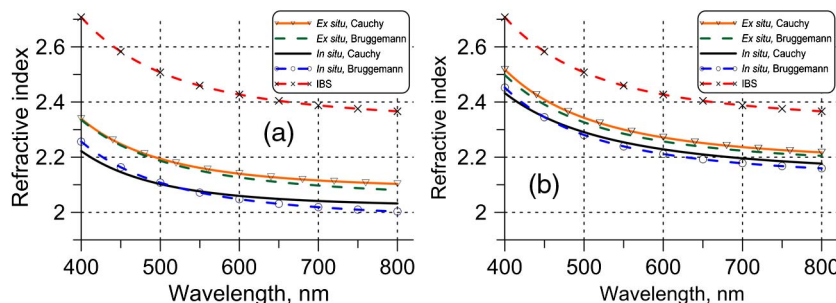 Refractive index
2.6
2.4
2.2
2
400
500
600
700
800
Wavelength, nm
(a)
Ex situ, Cauchy
Ex situ, Bruggemann
In situ, Cauchy
In situ, Bruggemann
IBS
Refractive index
2.6
2.4
2.2
2
400
500
600
700
800
Wavelength, nm
(b)
Ex situ, Cauchy
Ex situ, Bruggemann
In situ, Cauchy
In situ, Bruggemann
IBS